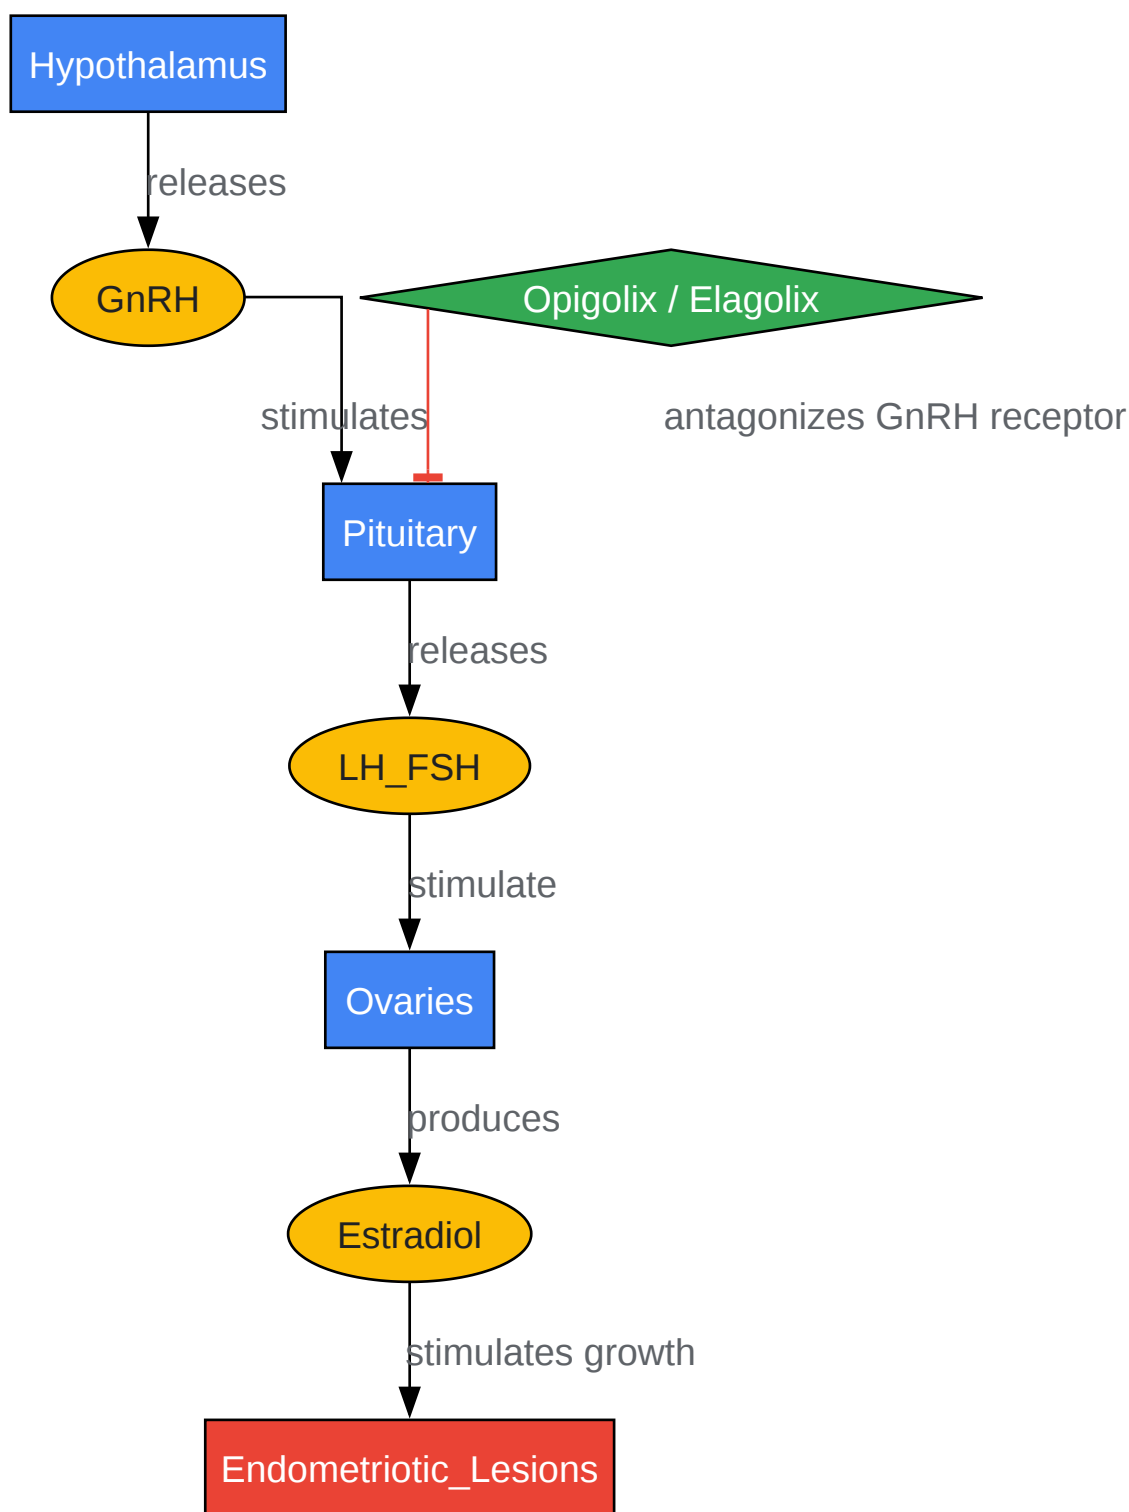 Hypothalamus
releases
GnRH
Opigolix / Elagolix
stimulates
antagonizes GnRH receptor
Pituitary
releases
LH_FSH
stimulate
Ovaries
produces
Estradiol
stimulates growth
Endometriotic_Lesions